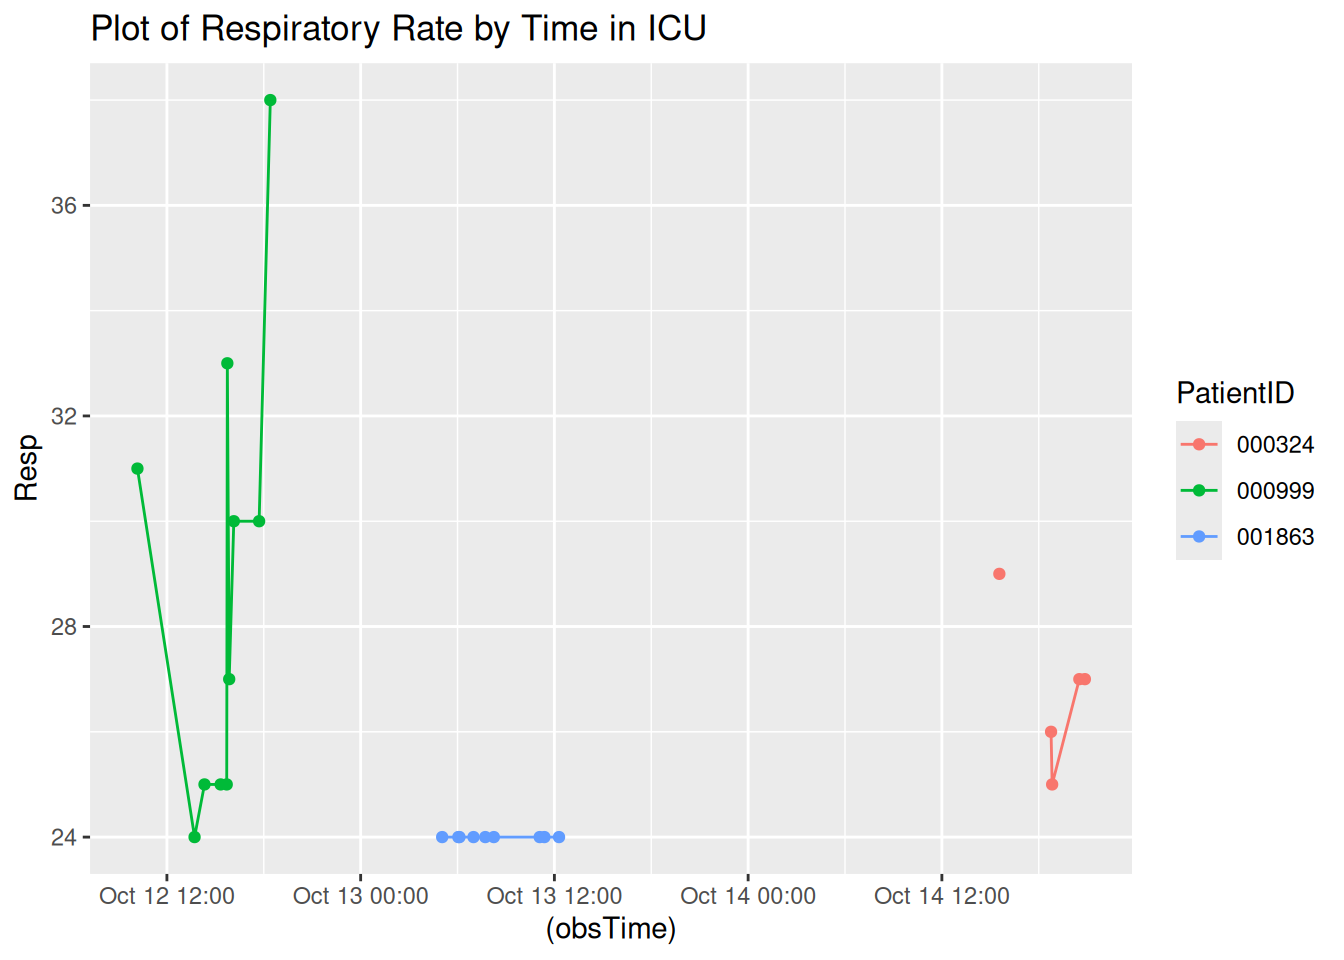 Plot of Respiratory Rate by Time in ICU
36
32
28
24
Resp
Oct 12 12:00
Oct 13 00:00
Oct 13 12:00
Oct 14 00:00
Oct 14 12:00
(obsTime)
PatientID
000324
000999
001863